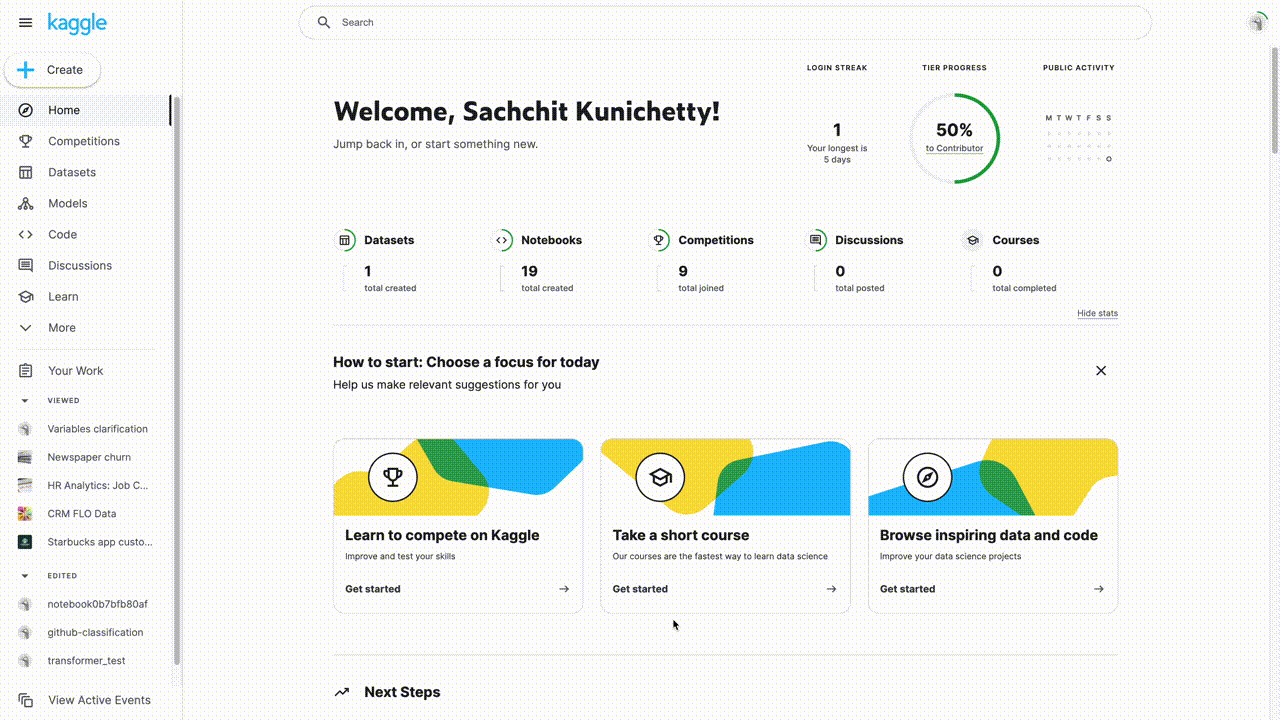 kaggle
Search
Create
Home
Competitions
Datasets
Models
Code
Discussions
Learn
More
Your Work
VIEWED
Variables clarification
Newspaper churn
HR Analytics: Job C...
CRM FLO Data
Starbucks app custo...
EDITED
notebook0b7bfb80af
github-classification
transformer_test
View Active Events
Welcome, Sachchit Kunichetty!
Jump back in, or start something new.
LOGIN STREAK
1
Your longest is
5 days
TIER PROGRESS
50%
to Contributor
PUBLIC ACTIVITY
M T W T F S S
Datasets
1
total created
Notebooks
19
total created
Competitions
9
total joined
Discussions
0
total posted
Courses
0
total completed
Hide stats
How to start: Choose a focus for today
Help us make relevant suggestions for you
Learn to compete on Kaggle
Improve and test your skills
Get started
Take a short course
Our courses are the fastest way to learn data science
Get started
Browse inspiring data and code
Improve your data science projects
Get started
Next Steps